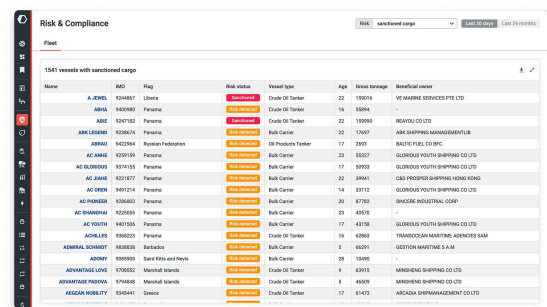 Risk & Compliance
Risk sanctioned cargo Last 30 days Last 24 months
Fleet
1541 vessels with sanctioned cargo
Name IMO Flag Risk status Vessel type Age Gross tonnage Beneficial owner
A JEWEL 9244867 Liberia Sanctioned Crude Oil Tanker 22 159016 VE MARINE SERVICES PTE LTD
ABHA 9400980 Panama Risk detected Crude Oil Tanker 16 55894 -
ABIE 9247182 Panama Sanctioned Crude Oil Tanker 22 159990 REAYOU CO LTD
ABK LEGEND 9238674 Panama Risk detected Bulk Carrier 22 17697 ABK SHIPPING MANAGEMENTLIB
ABRAU 9422964 Russian Federation Risk detected Oil Products Tanker 17 2693 BALTIC FUEL CO BFC
AC ANHE 9259159 Panama Risk detected Bulk Carrier 23 55327 GLORIOUS YOUTH SHIPPING CO LTD
AC GLORIOUS 9374155 Panama Risk detected Bulk Carrier 17 50933 GLORIOUS YOUTH SHIPPING CO LTD
AC JIAHE 9221877 Panama Risk detected Bulk Carrier 22 39941 C&D PROSPER SHIPPING HONG KONG
AC OREN 9491214 Panama Risk detected Bulk Carrier 14 33112 GLORIOUS YOUTH SHIPPING CO LTD
AC PIONEER 9286803 Panama Risk detected Bulk Carrier 20 87782 SINCERE INDUSTRIAL CORP
AC SHANGHAI 9225055 Panama Risk detected Bulk Carrier 23 40570 -
AC YOUTH 9401506 Panama Risk detected Bulk Carrier 17 43158 GLORIOUS YOUTH SHIPPING CO LTD
ACHILLES 9368223 Panama Risk detected Crude Oil Tanker 16 62863 TRANSOCEAN MARITIME AGENCIES SAM
ADMIRAL SCHMIDT 9838838 Barbados Risk detected Crude Oil Tanker 5 66291 GESTION MARITIME S A M
ADOMY 9085900 Saint Kitts and Nevis Risk detected Bulk Carrier 28 10490 -
ADVANTAGE LOVE 9708552 Marshall Islands Risk detected Crude Oil Tanker 9 63915 MINSHENG SHIPPING CO LTD
ADVANTAGE PADOVA 9794848 Marshall Islands Risk detected Crude Oil Tanker 5 46509 MINSHENG SHIPPING CO LTD
AEGEAN NOBILITY 9345441 Greece Risk detected Crude Oil Tanker 17 61473 ARCADIA SHIPMANAGEMENT CO LTD